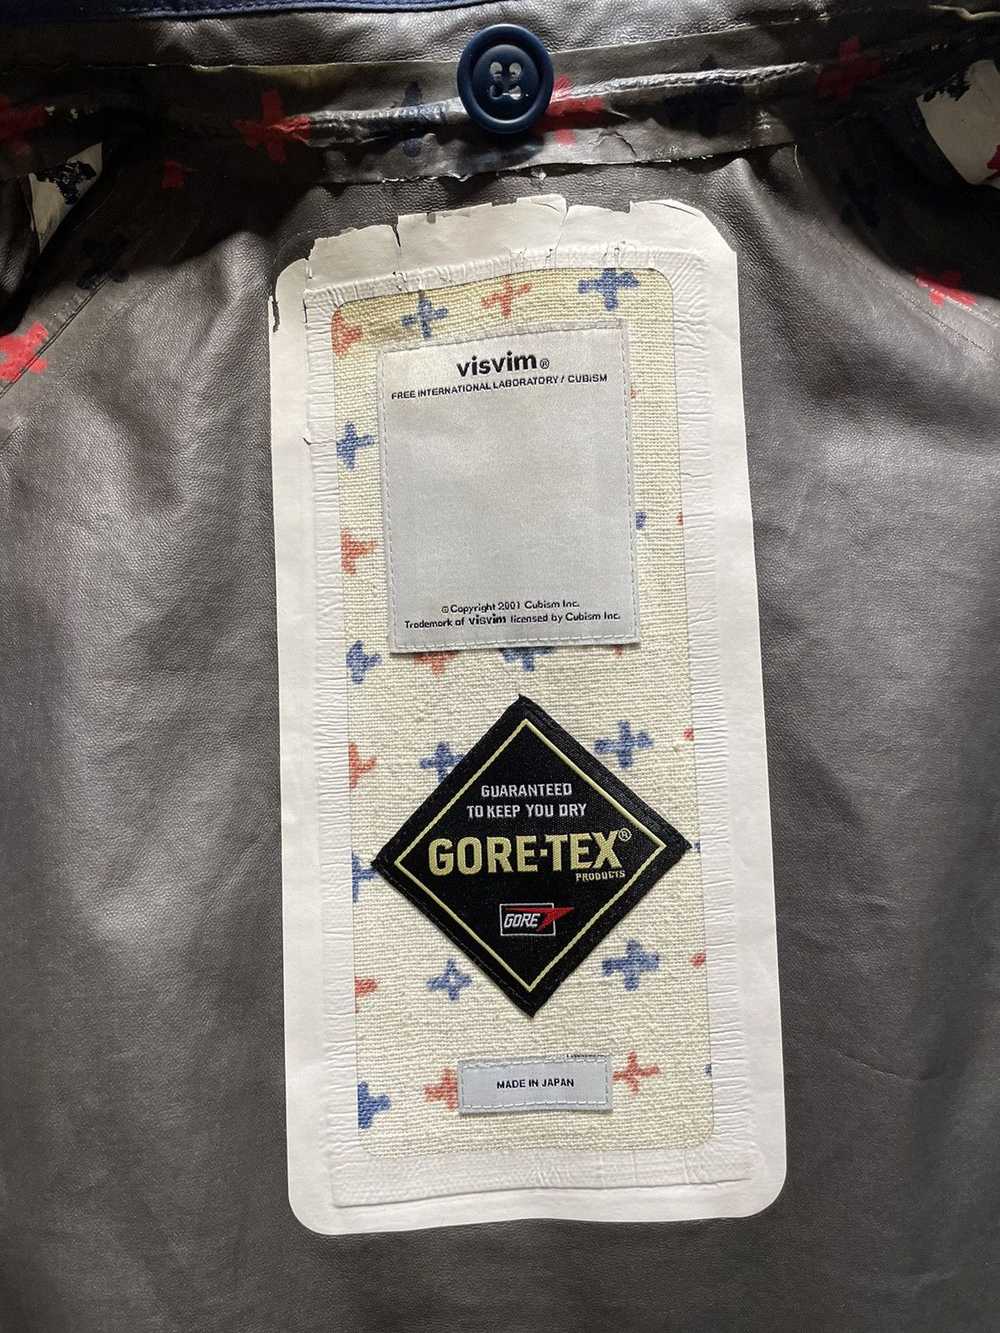 visvim®
FREE INTERNATIONAL LABORATORY / CUBISM
© Copyright 2001 Cubism Inc.
Trademark of visvim licensed by Cubism Inc.
GUARANTEED
TO KEEP YOU DRY
GORE-TEX®
PRODUCTS
GORE
MADE IN JAPAN